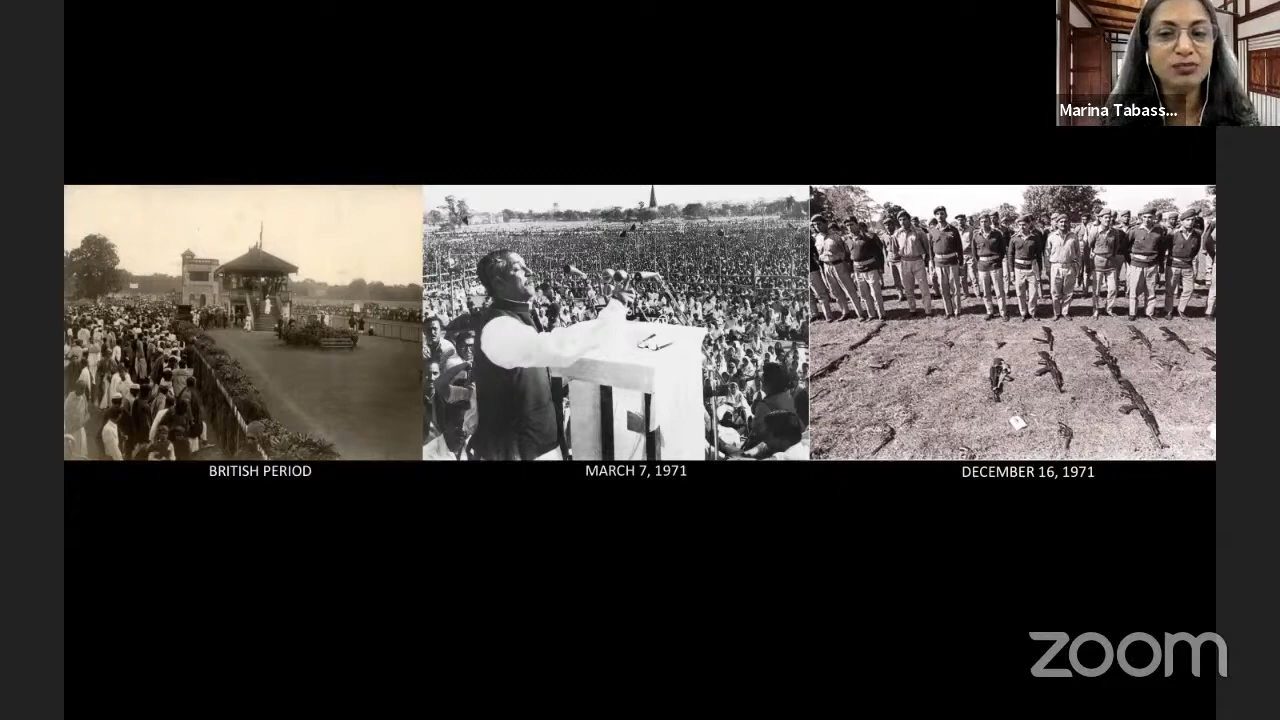 Marina Tabass...
BRITISH PERIOD
MARCH 7, 1971
DECEMBER 16, 1971
zoom